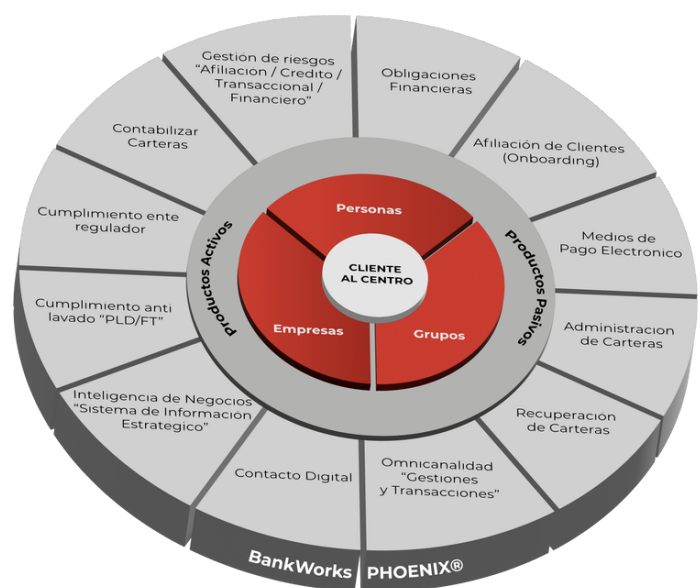 Gestión de riesgos
“Afiliación / Credito /
Transaccional /
Financiero”
Obligaciones
Financieras
Afiliación de Clientes
(Onboarding)
Medios de
Pago Electronico
Administracion
de Carteras
Recuperación
de Carteras
Omnicanalidad
“Gestiones
y Transacciones”
Contacto Digital
Inteligencia de Negocios
“Sistema de Información
Estrategico”
Cumplimiento anti
lavado “PLD/FT”
Cumplimiento ente
regulador
Contabilizar
Carteras
Productos Activos
Productos Pasivos
Personas
Empresas
Grupos
CLIENTE
AL CENTRO
BankWorks PHOENIX®